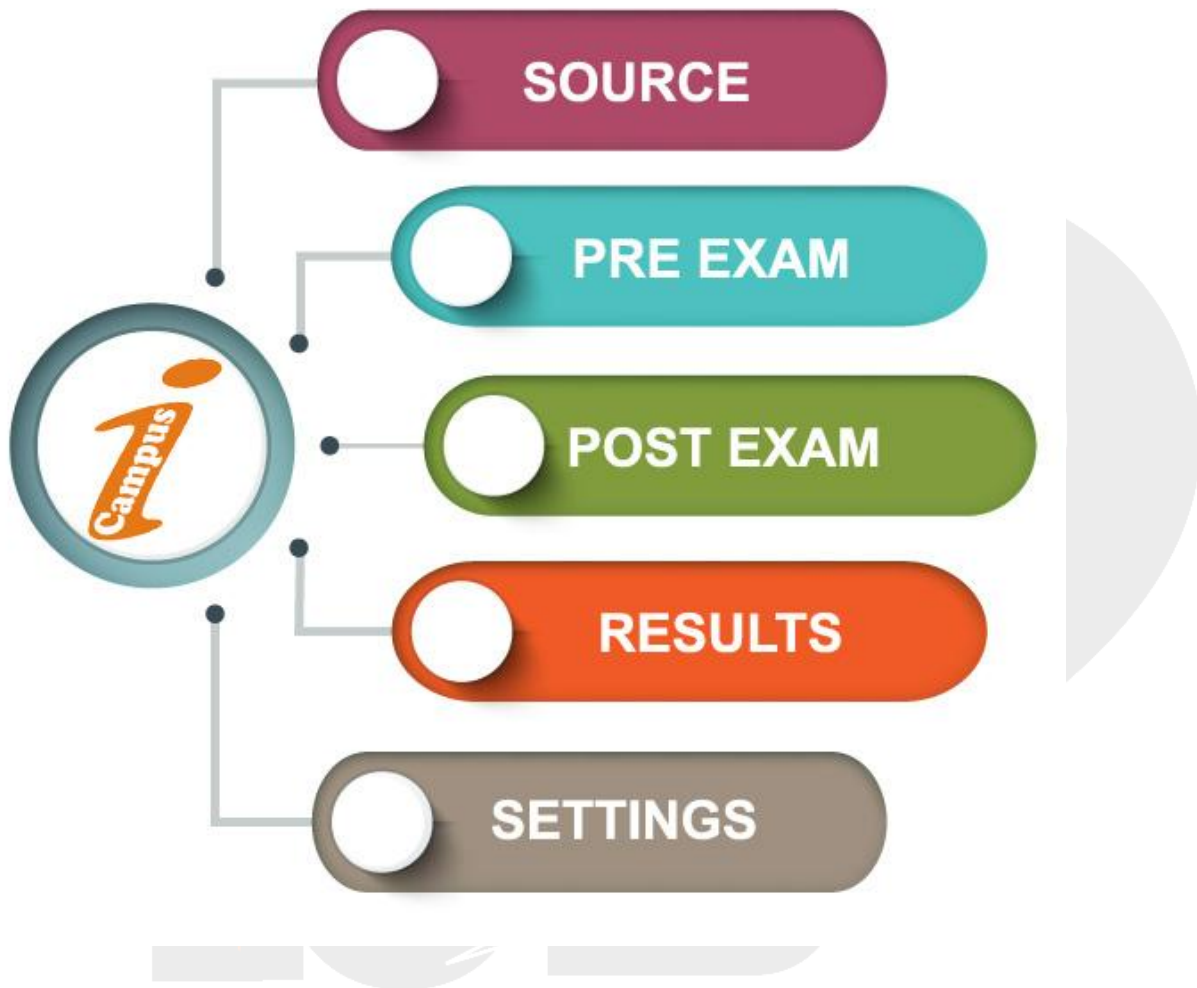 SOURCE
PRE EXAM
i
Campus
POST EXAM
RESULTS
SETTINGS